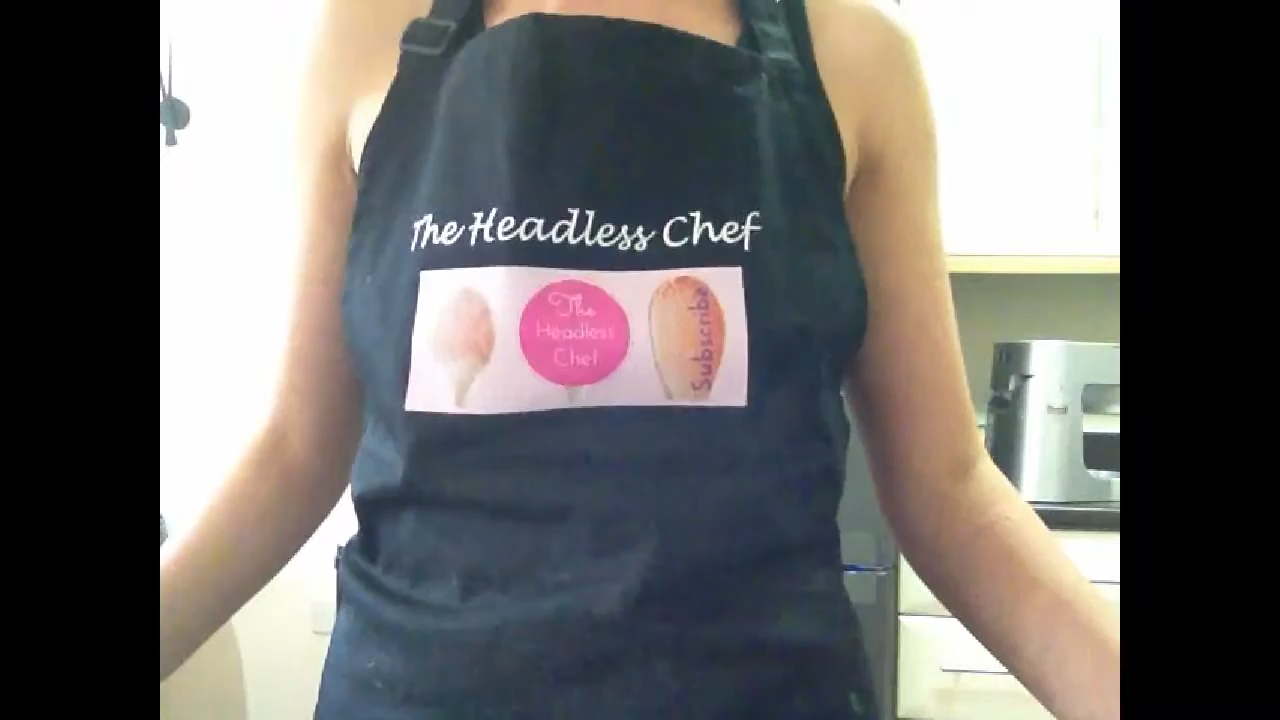 The Headless Chef
The
Headless
Chef
Subscribe